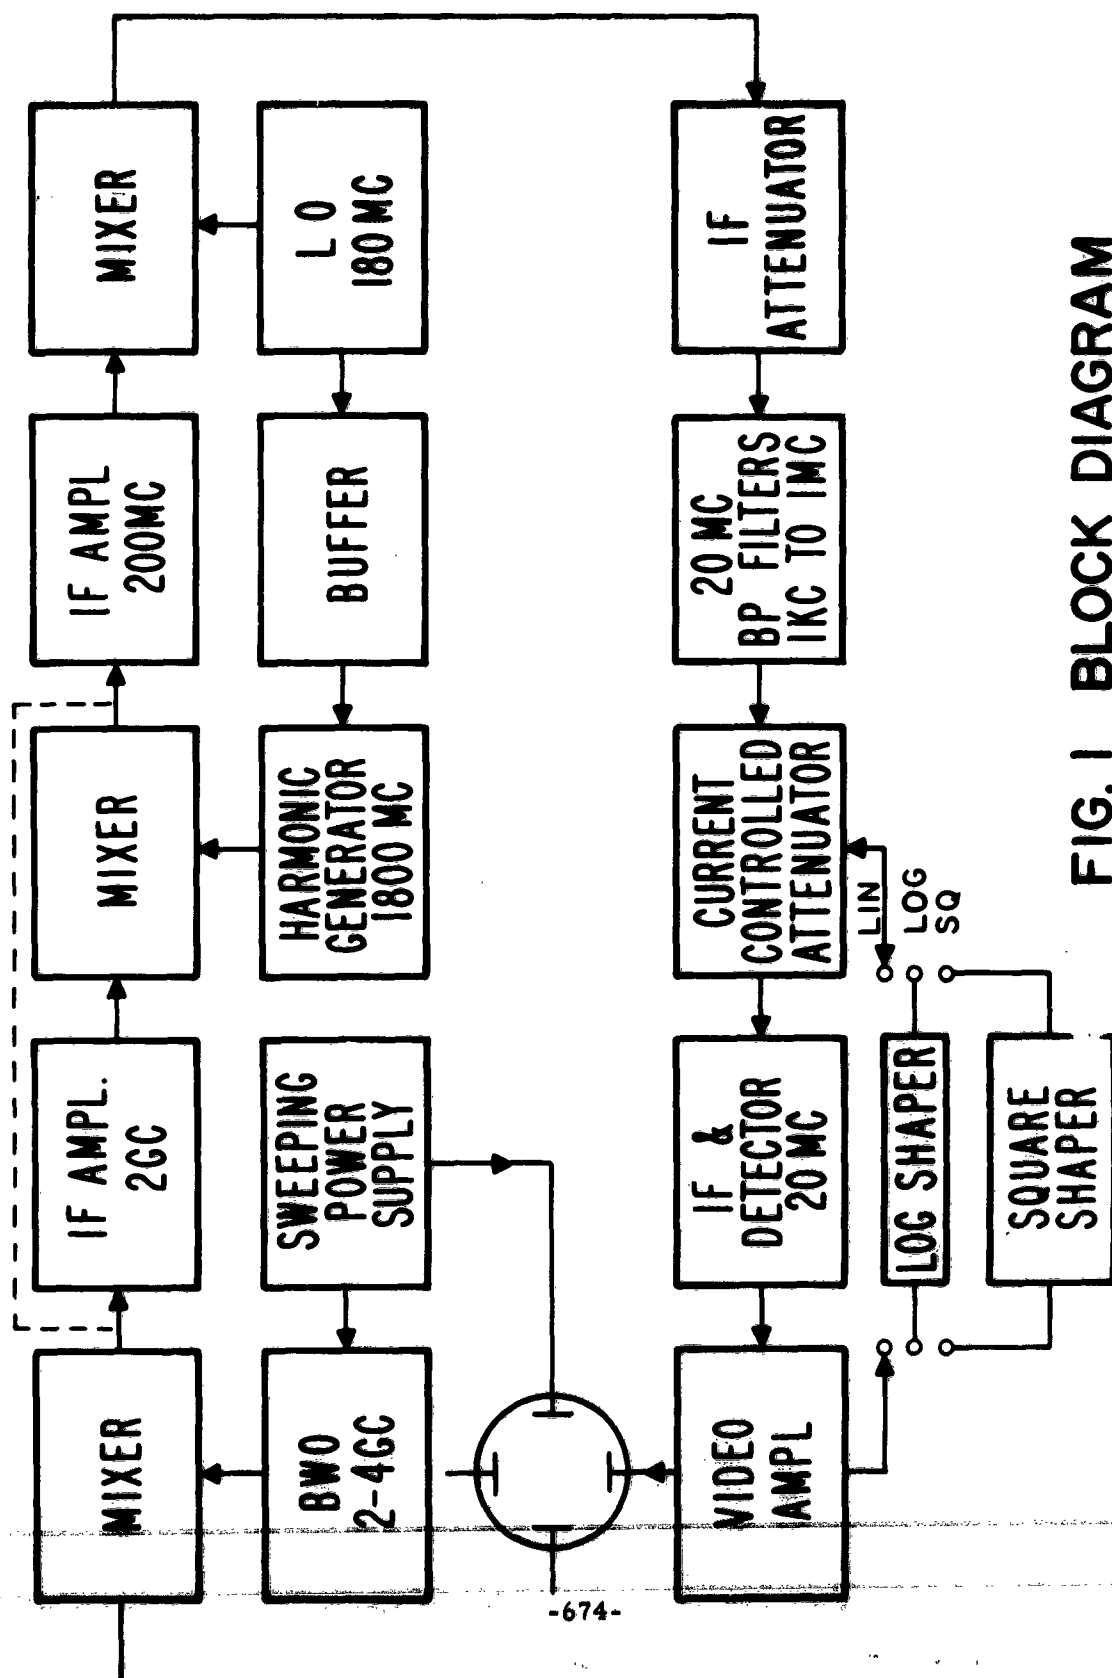 MIXER
IF AMPL.
2GC
MIXER
IF AMPL
200MC
MIXER
BWO
2-4GC
SWEEPING
POWER
SUPPLY
HARMONIC
GENERATOR
1800 MC
BUFFER
L O
180 MC
VIDEO
AMPL
IF &
DETECTOR
20 MC
CURRENT
CONTROLLED
ATTENUATOR
20 MC
BP FILTERS
1KC TO 1MC
IF
ATTENUATOR
LIN
LOG
SQ
LOG SHAPER
SQUARE
SHAPER
FIG. 1 BLOCK DIAGRAM
-674-